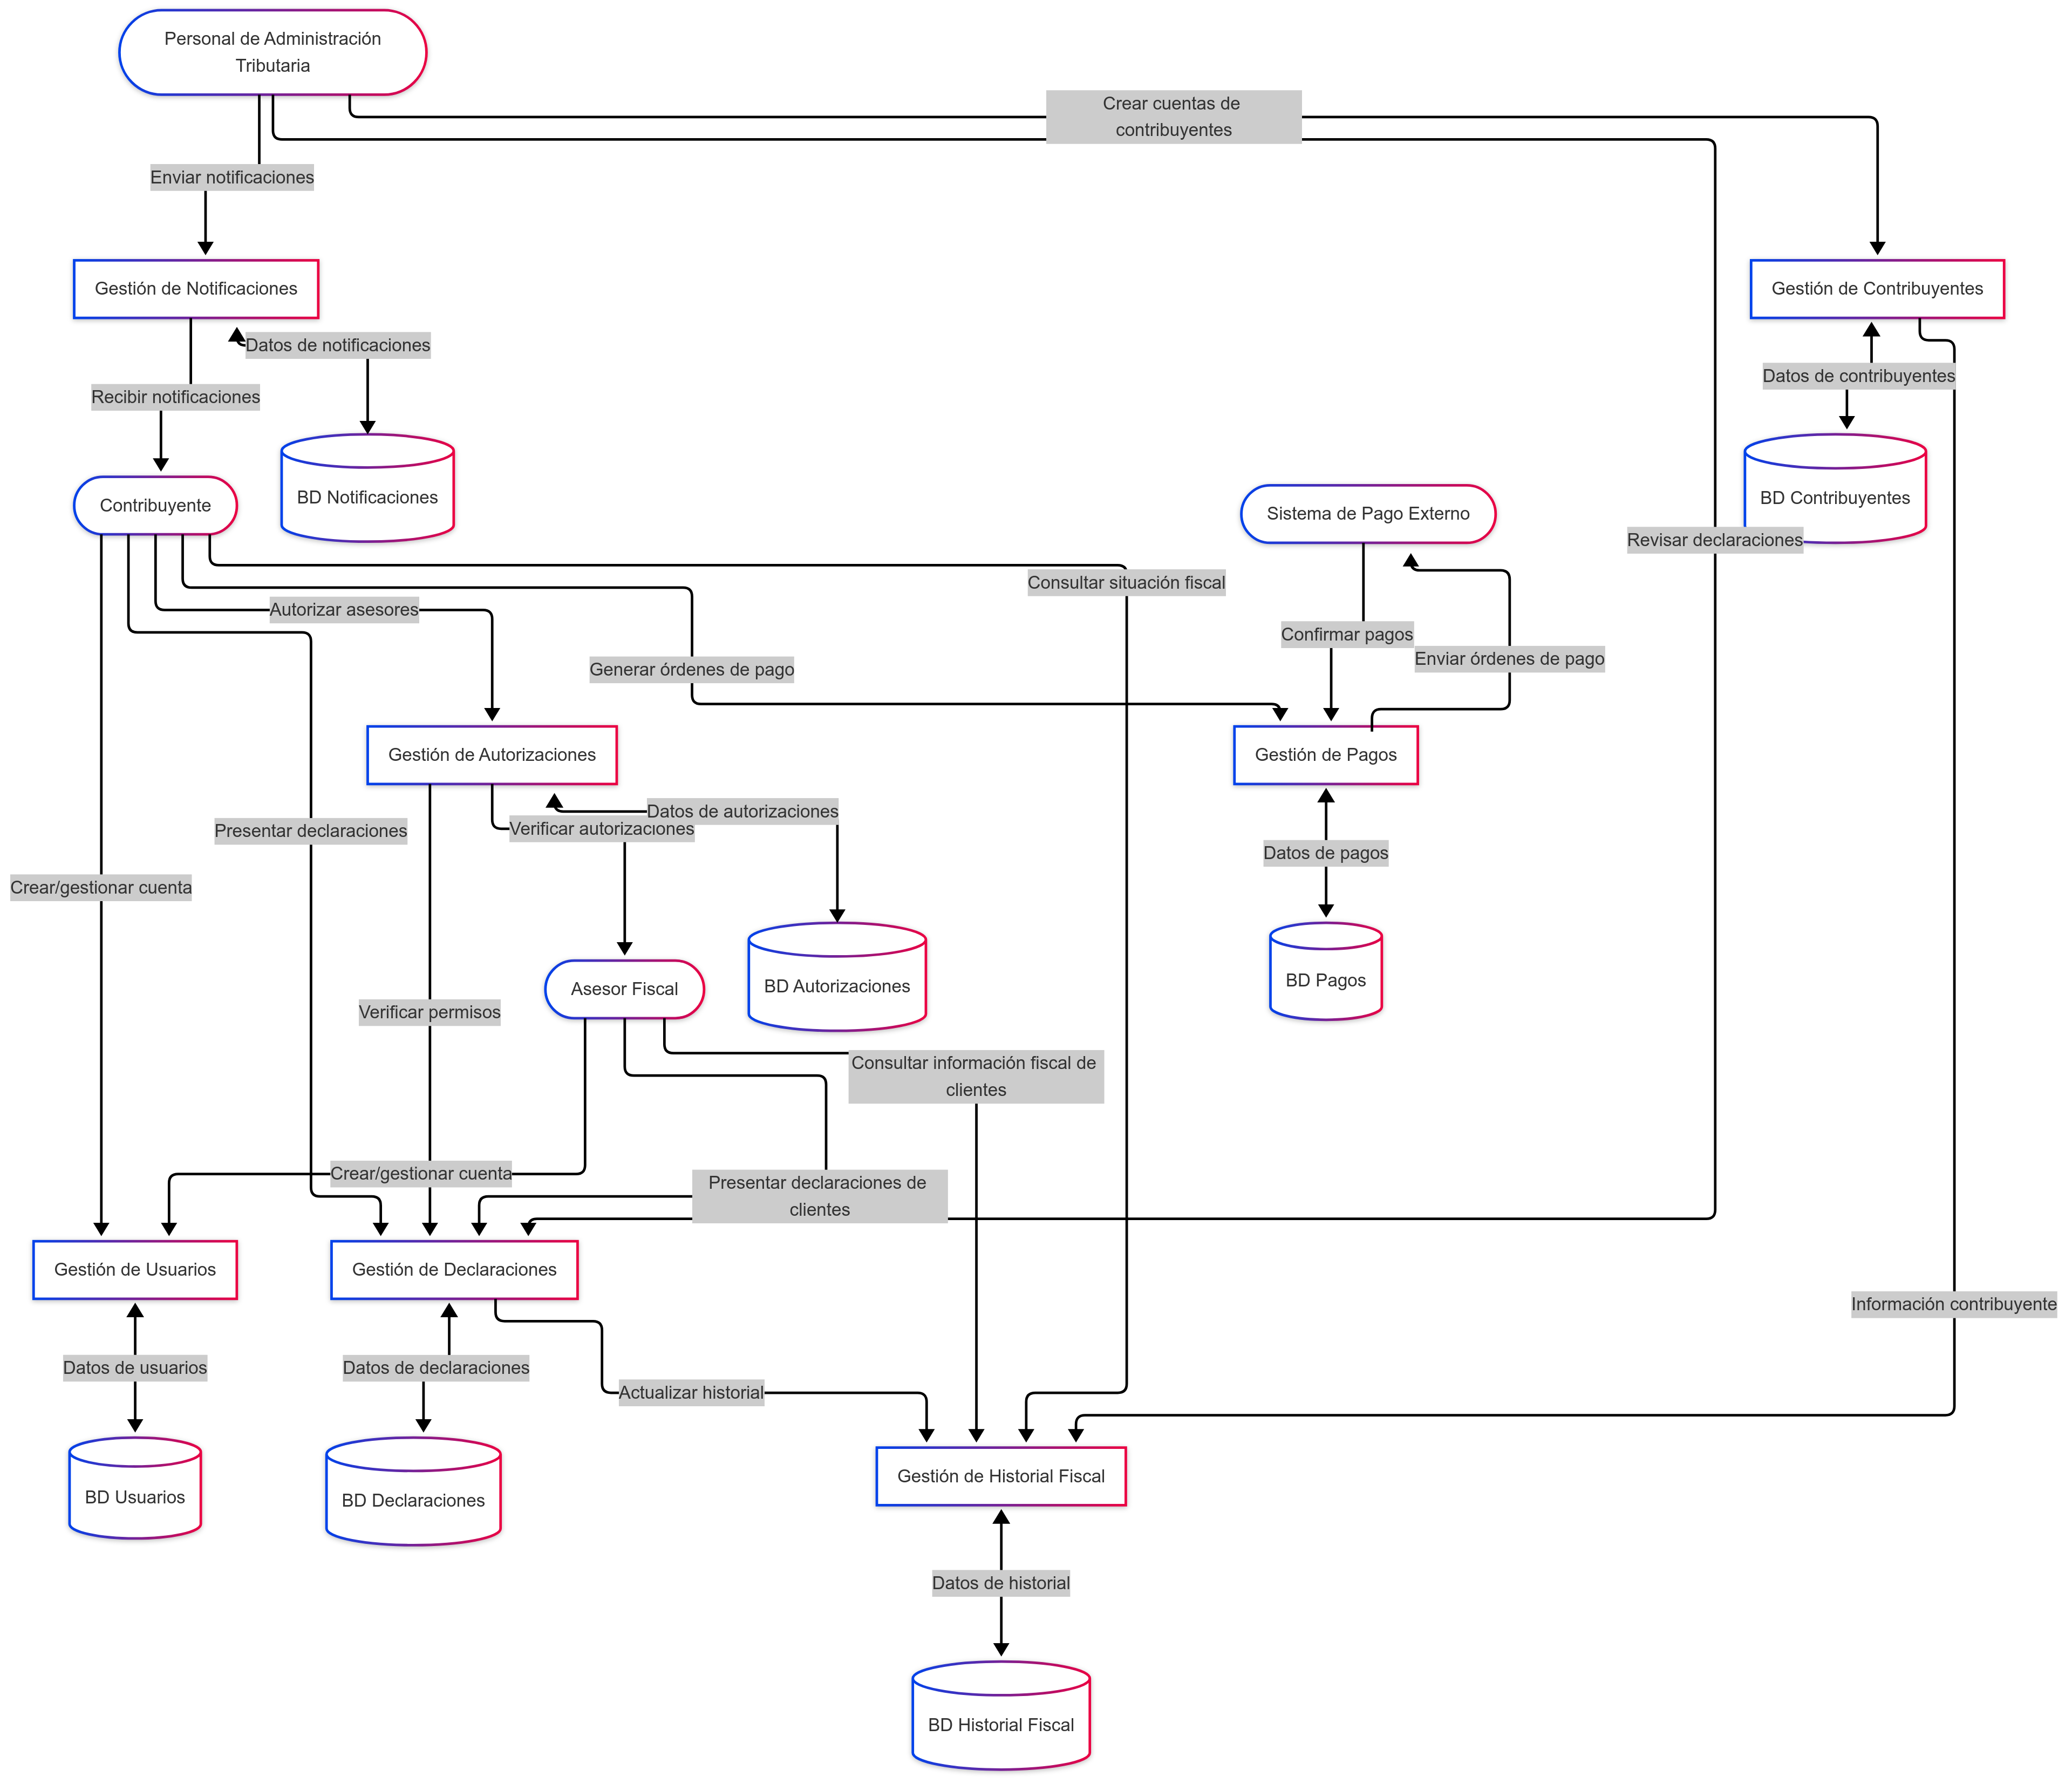 Personal de Administración
Tributaria
Crear cuentas de
contribuyentes
Enviar notificaciones
Gestión de Notificaciones
Gestión de Contribuyentes
Datos de notificaciones
Datos de contribuyentes
Recibir notificaciones
BD Notificaciones
BD Contribuyentes
Contribuyente
Sistema de Pago Externo
Revisar declaraciones
Consultar situación fiscal
Autorizar asesores
Confirmar pagos
Enviar órdenes de pago
Generar órdenes de pago
Gestión de Autorizaciones
Gestión de Pagos
Datos de autorizaciones
Verificar autorizaciones
Presentar declaraciones
Datos de pagos
Crear/gestionar cuenta
BD Pagos
BD Autorizaciones
Asesor Fiscal
Verificar permisos
Consultar información fiscal de
clientes
Crear/gestionar cuenta
Presentar declaraciones de
clientes
Gestión de Usuarios
Gestión de Declaraciones
Información contribuyente
Datos de usuarios
Datos de declaraciones
Actualizar historial
Gestión de Historial Fiscal
BD Usuarios
BD Declaraciones
Datos de historial
BD Historial Fiscal